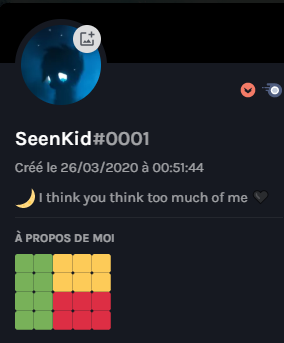 SeenKid#0001
Créé le 26/03/2020 à 00:51:44
🌙 I think you think too much of me 🖤
À PROPOS DE MOI